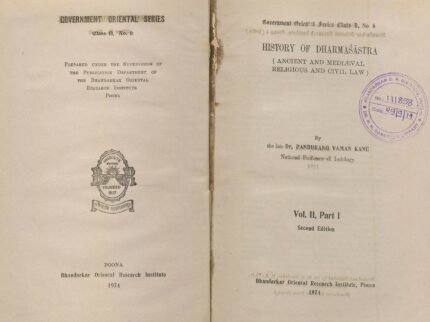 GOVERNMENT ORIENTAL SERIES
Class B, No. 6
PREPARED UNDER THE SUPERVISION OF
THE PUBLICATION DEPARTMENT OF
THE BHANDARKAR ORIENTAL
RESEARCH INSTITUTE
POONA
FOUNDED
1917
POONA
Bhandarkar Oriental Research Institute
1974
Government Oriental Series Class B, No. 6
HISTORY OF DHARMAŚĀSTRA
( ANCIENT AND MEDIÆVAL
RELIGIOUS AND CIVIL LAW )
By
the late Dr. PANDURANG VAMAN KANE
National Professor of Indology
Vol. II, Part I
Second Edition
Bhandarkar Oriental Research Institute, Poona
1974